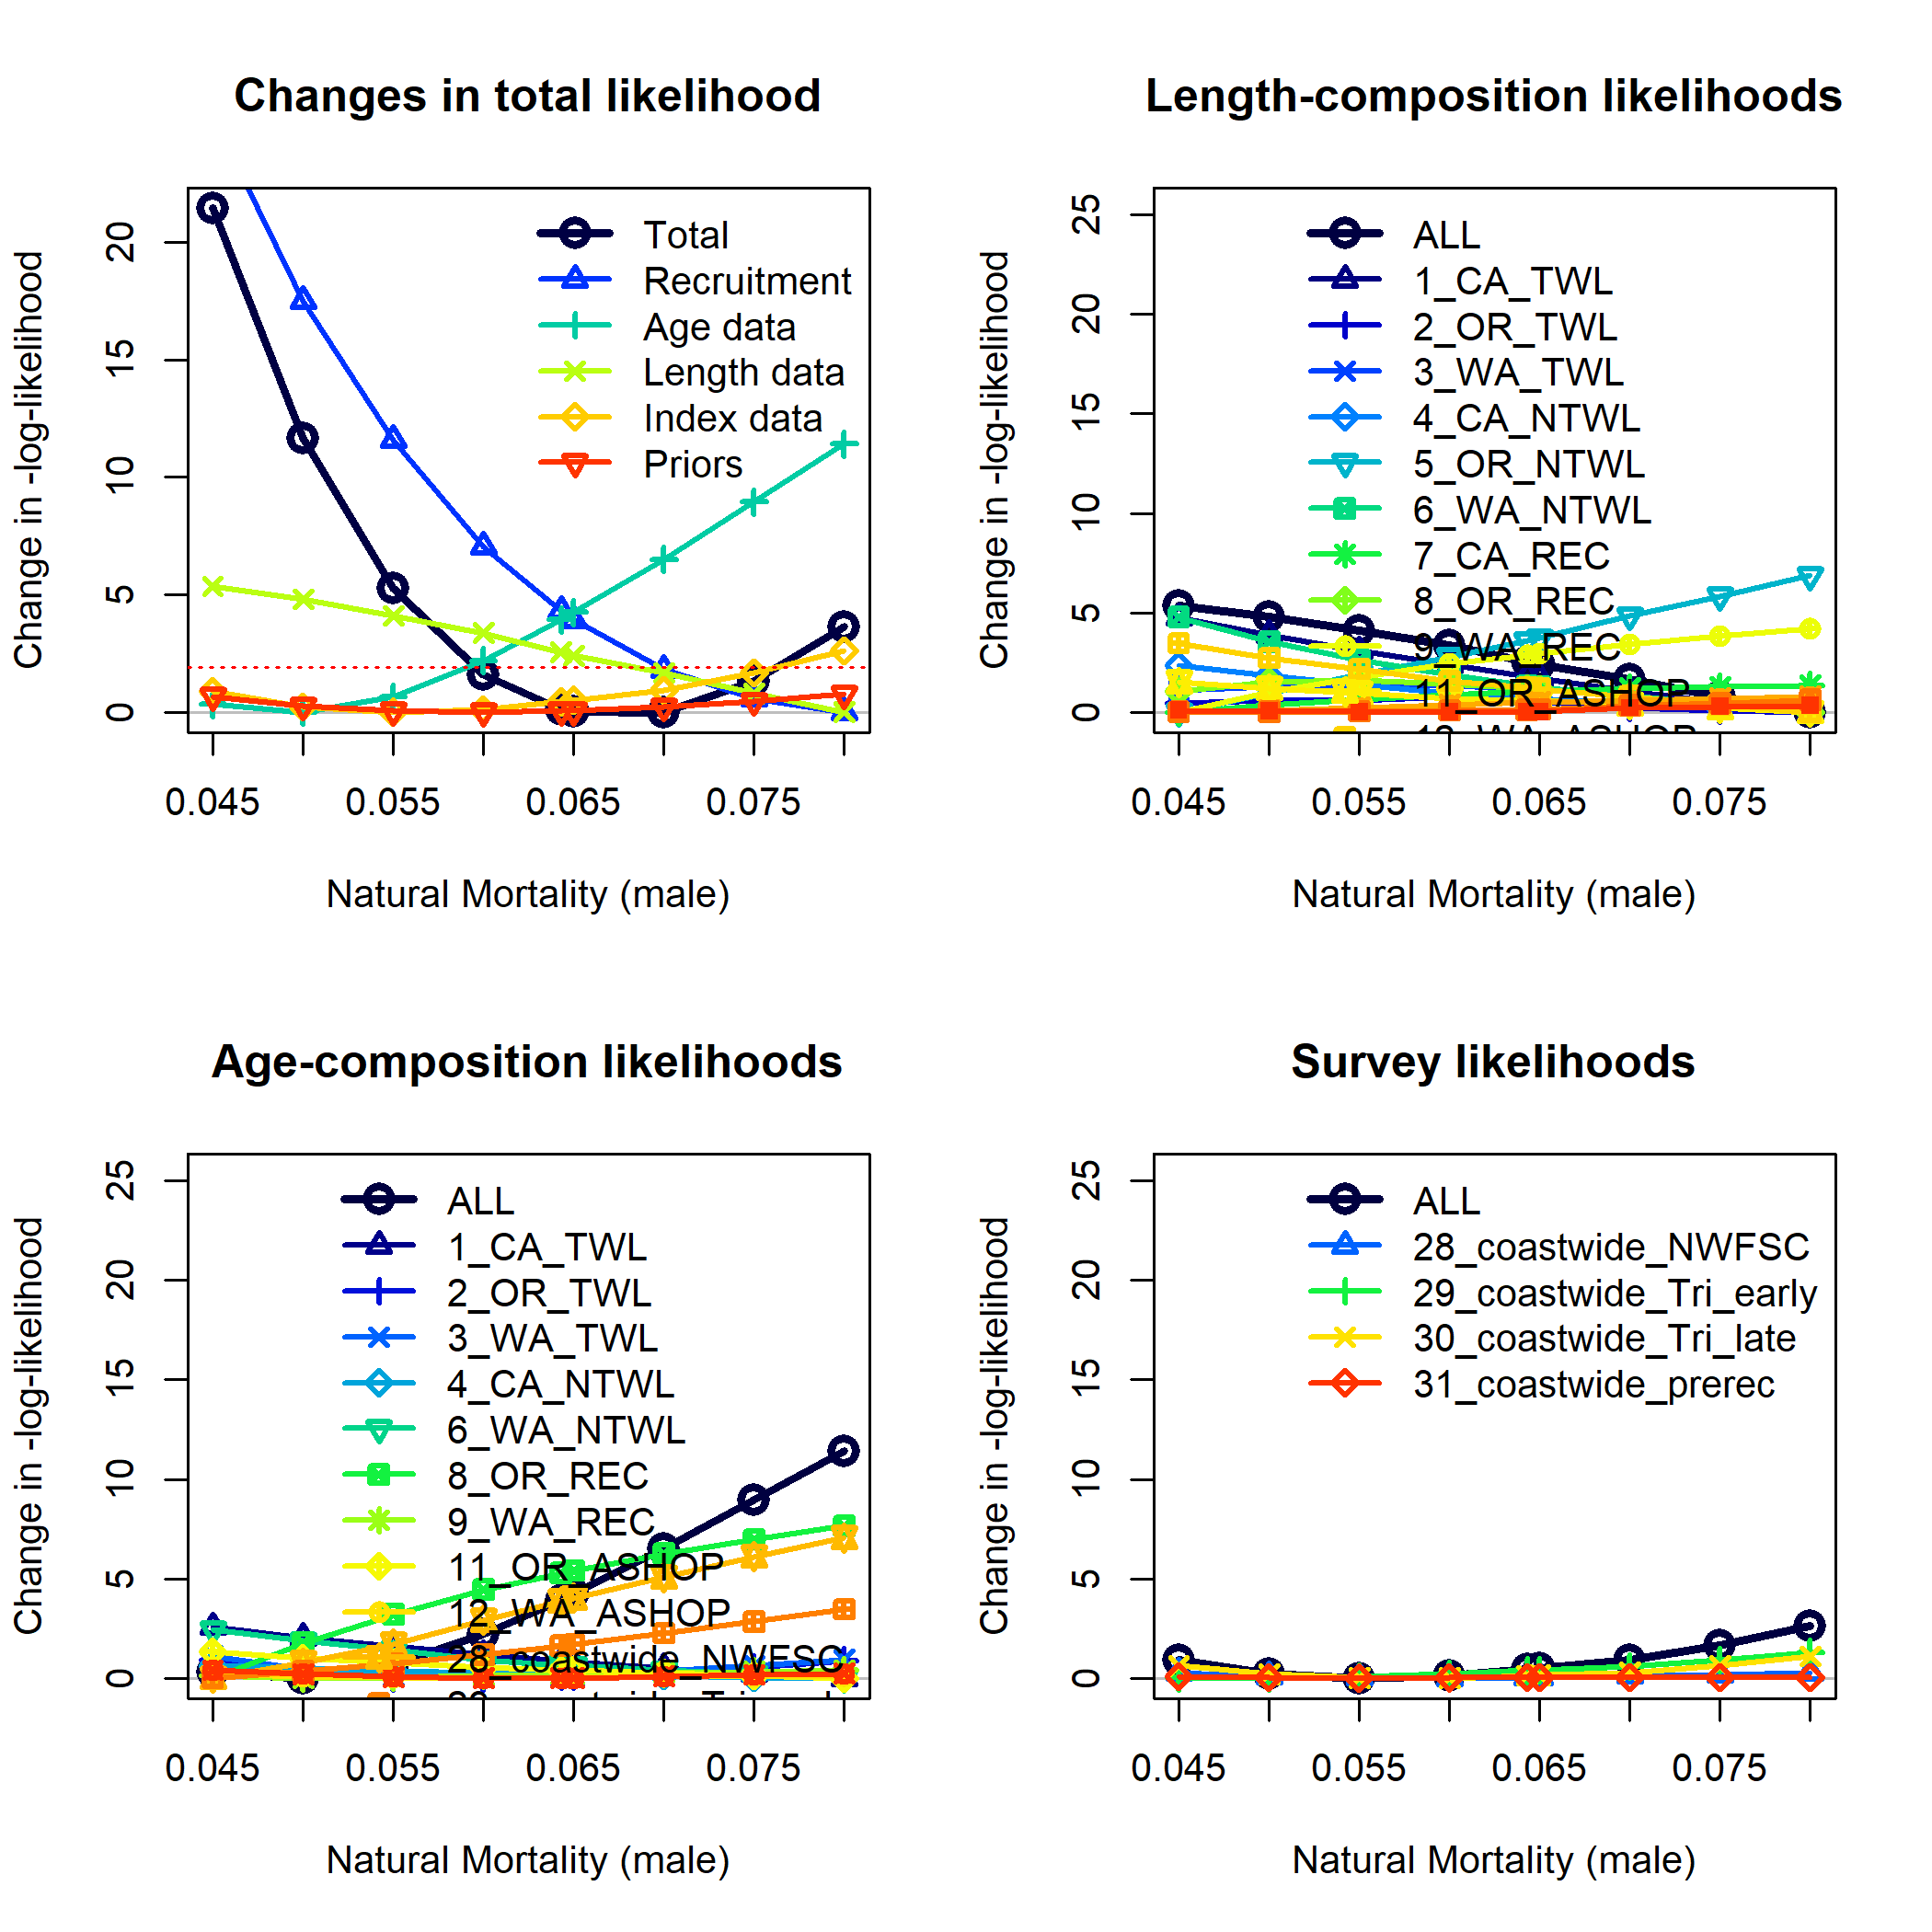 Changes in total likelihood
Change in -log-likelihood
20
15
10
5
0
Total
Recruitment
Age data
Length data
Index data
Priors
0.045 0.055 0.065 0.075
Natural Mortality (male)
Length-composition likelihoods
Change in -log-likelihood
25
20
15
10
5
0
ALL
1_CA_TWL
2_OR_TWL
3_WA_TWL
4_CA_NTWL
5_OR_NTWL
6_WA_NTWL
7_CA_REC
8_OR_REC
9_WA_REC
11_OR_ASHOP
12_WA_ASHOP
0.045 0.055 0.065 0.075
Natural Mortality (male)
Age-composition likelihoods
Change in -log-likelihood
25
20
15
10
5
0
ALL
1_CA_TWL
2_OR_TWL
3_WA_TWL
4_CA_NTWL
6_WA_NTWL
8_OR_REC
9_WA_REC
11_OR_ASHOP
12_WA_ASHOP
28_coastwide_NWFSC
0.045 0.055 0.065 0.075
Natural Mortality (male)
Survey likelihoods
Change in -log-likelihood
25
20
15
10
5
0
ALL
28_coastwide_NWFSC
29_coastwide_Tri_early
30_coastwide_Tri_late
31_coastwide_prerec
0.045 0.055 0.065 0.075
Natural Mortality (male)